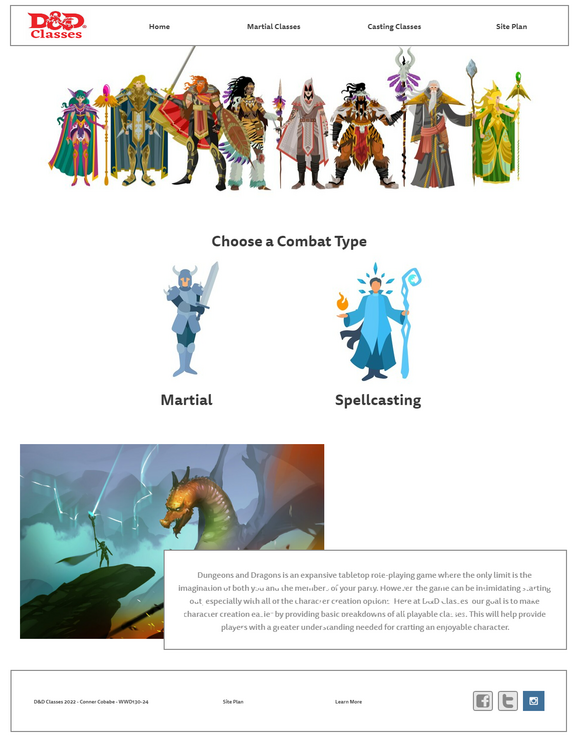 D&D
Classes
Home Martial Classes Casting Classes Site Plan
Choose a Combat Type
Martial Spellcasting
Dungeons and Dragons is an expansive tabletop role-playing game where the only limit is the
imagination of both you and the members of your party. However the game can be intimidating starting
out especially with all of the character creation options. Here at D&D Classes our goal is to make
character creation easier by providing basic breakdowns of all playable classes. This will help provide
players with a greater understanding needed for crafting an enjoyable character.
D&D Classes 2022 - Conner Cobabe - WWD130-24 Site Plan Learn More